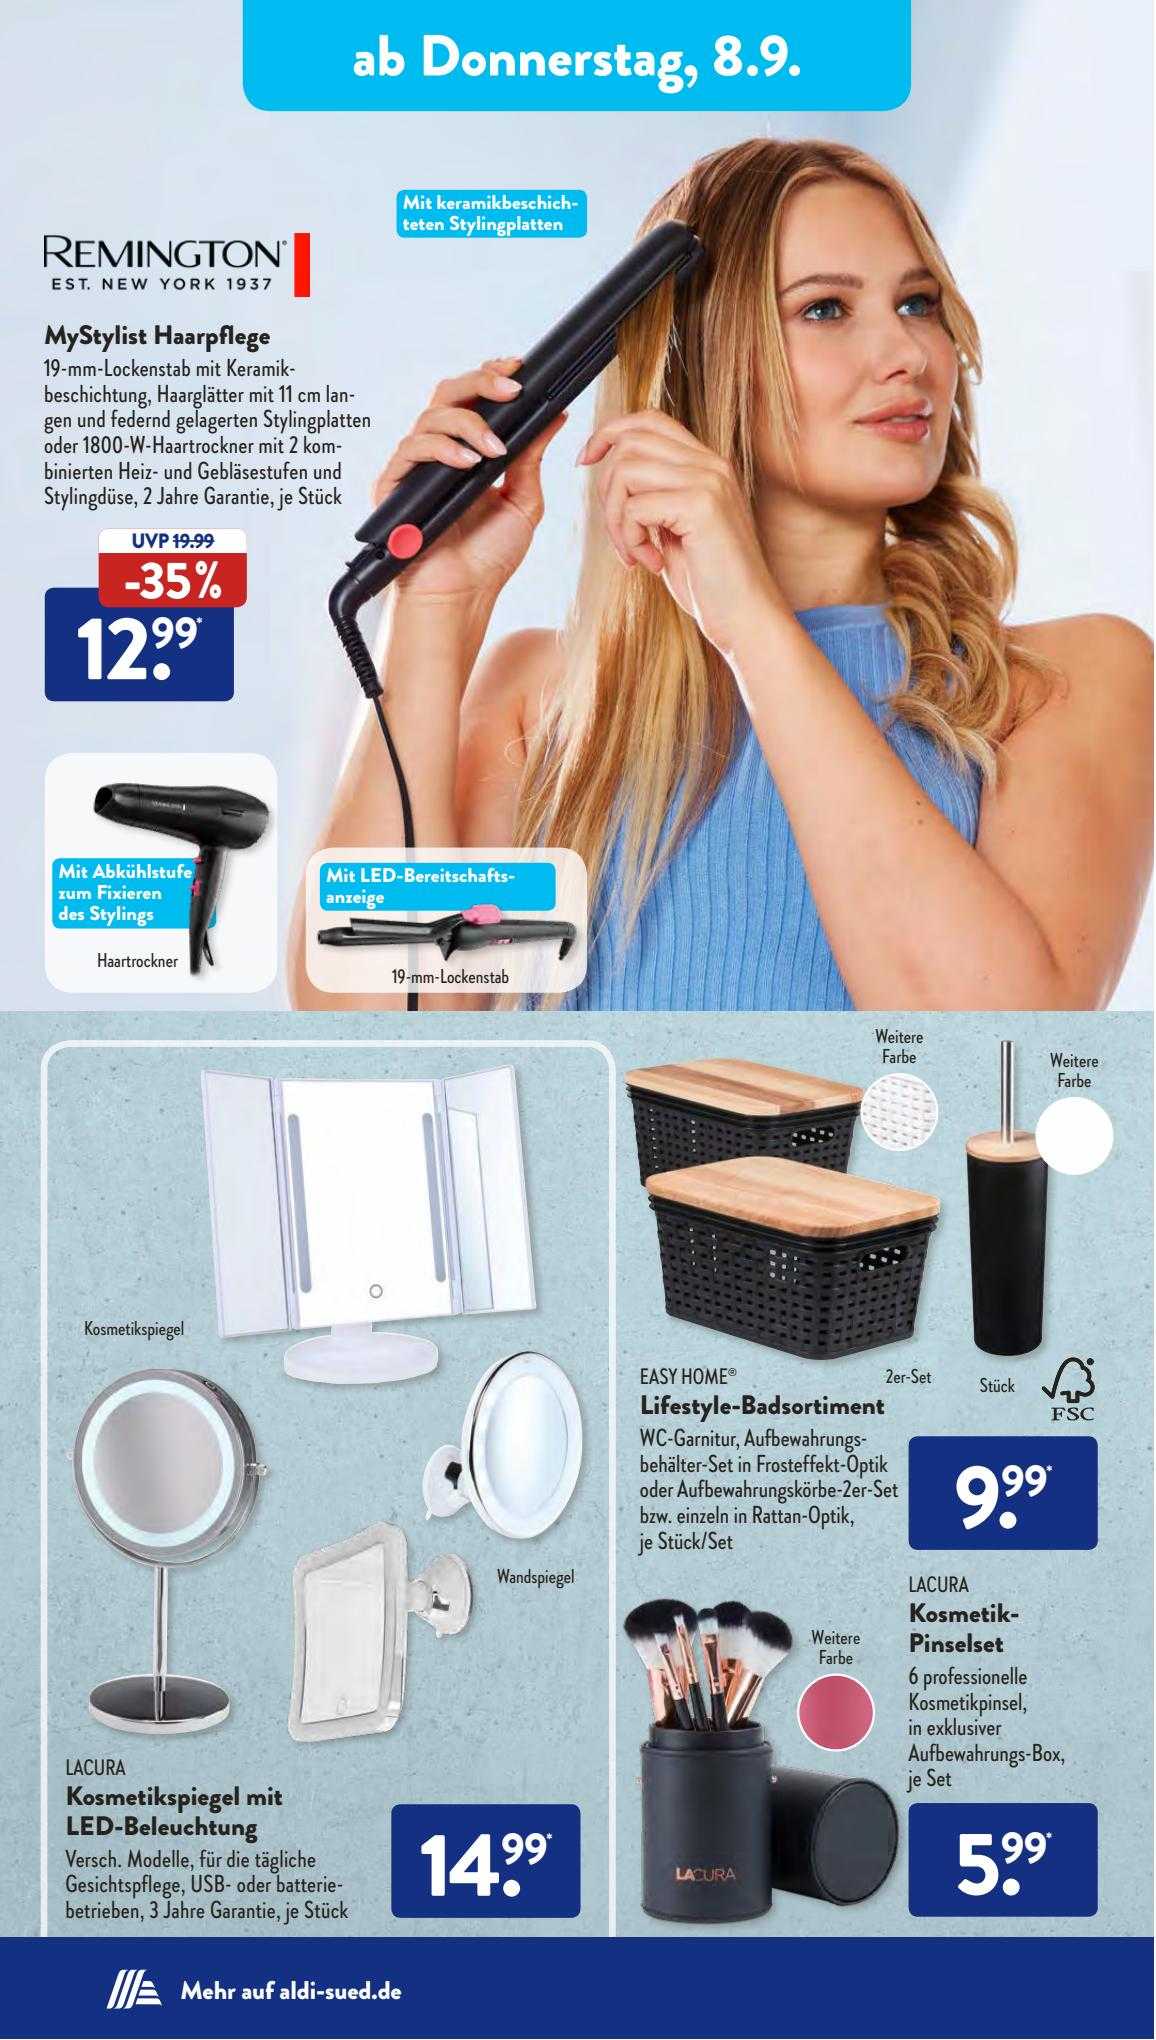 ab Donnerstag, 8.9.
Mit keramikbeschich-
teten Stylingplatten
REMINGTON®
EST. NEW YORK 1937
MyStylist Haarpflege
19-mm-Lockenstab mit Keramik-
beschichtung, Haarglätter mit 11 cm lan-
gen und federnd gelagerten Stylingplatten
oder 1800-W-Haartrockner mit 2 kom-
binierten Heiz- und Gebläsestufen und
Stylingdüse, 2 Jahre Garantie, je Stück
UVP 19.99
-35%
12.99*
REMINGTON
Mit Abkühlstufe
zum Fixieren
des Stylings
Haartrockner
Mit LED-Bereitschafts-
anzeige
19-mm-Lockenstab
Kosmetikspiegel
Wandspiegel
LACURA
Kosmetikspiegel mit
LED-Beleuchtung
Versch. Modelle, für die tägliche
Gesichtspflege, USB- oder batterie-
betrieben, 3 Jahre Garantie, je Stück
14.99*
Weitere
Farbe
Weitere
Farbe
2er-Set
Stück
FSC
EASY HOME®
Lifestyle-Badsortiment
WC-Garnitur, Aufbewahrungs-
behälter-Set in Frosteffekt-Optik
oder Aufbewahrungskörbe-2er-Set
bzw. einzeln in Rattan-Optik,
je Stück/Set
9.99*
Weitere
Farbe
LACURA
LACURA
Kosmetik-
Pinselset
6 professionelle
Kosmetikpinsel,
in exklusiver
Aufbewahrungs-Box,
je Set
5.99*
Mehr auf aldi-sued.de